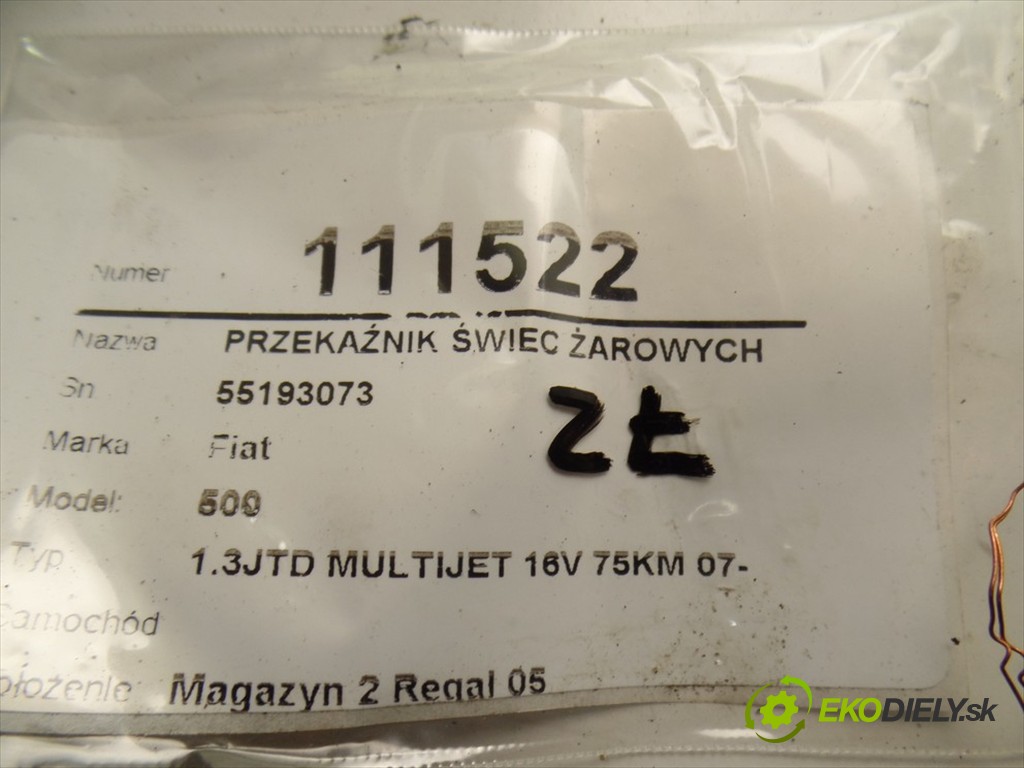 Numer 111522
Nazwa PRZEKAŹNIK ŚWIEC ŻAROWYCH
Sn 55193073
Marka Fiat
ZŁ
Model: 500
Typ 1.3JTD MULTIJET 16V 75KM 07-
Samochód
ołożenie: Magazyn 2 Regal 05
EKODIELY.sk